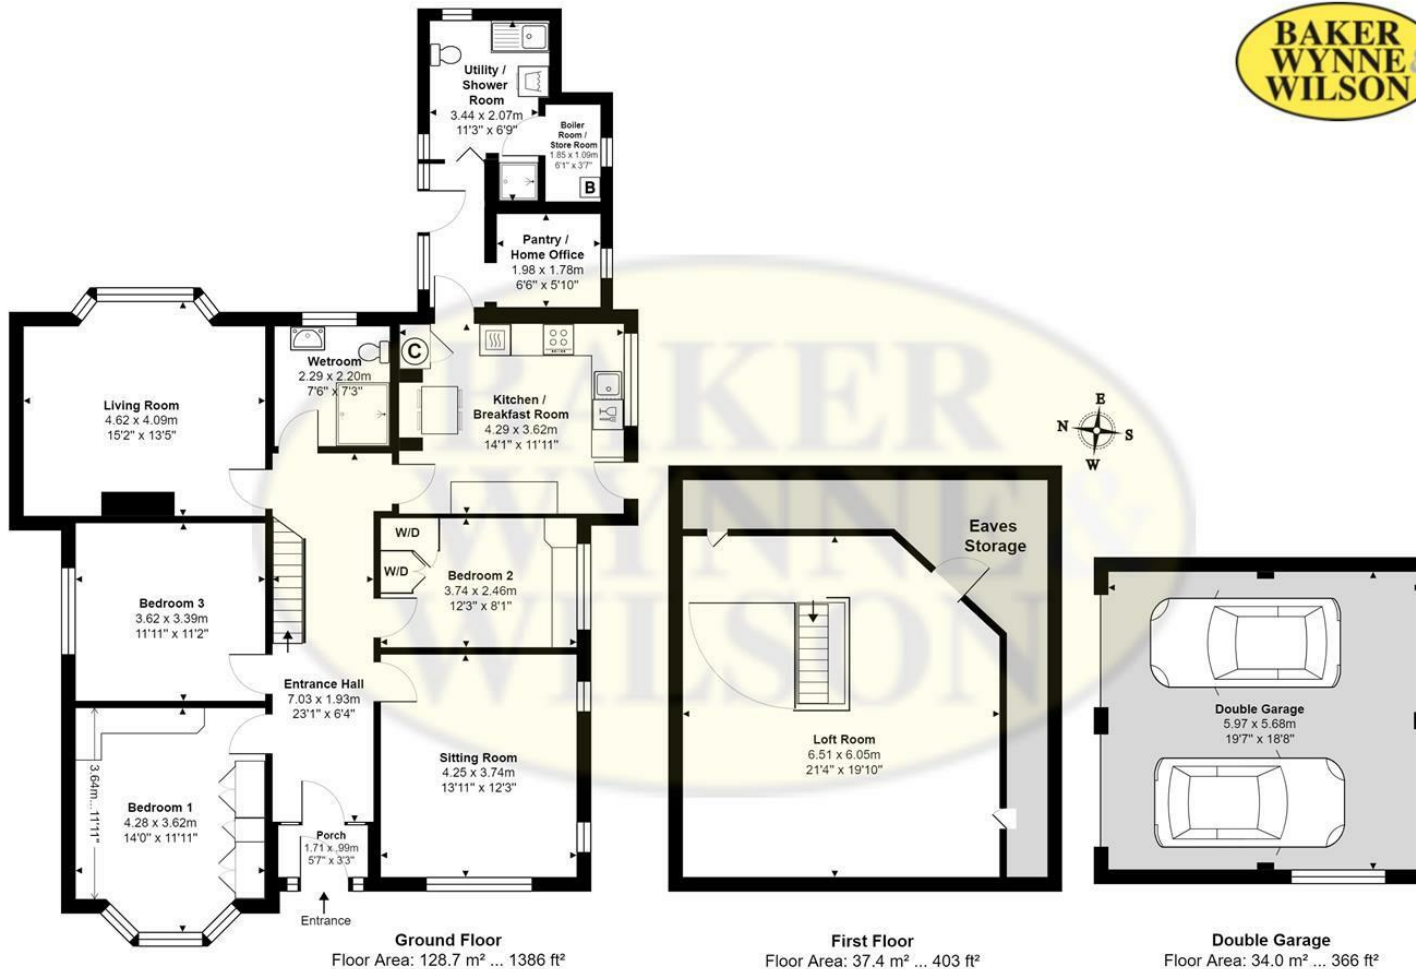 BAKER
WYNNE &
WILSON
Utility /
Shower
Room
3.44 x 2.07m
11'3" x 6'9"
Boiler
Room /
Store Room
1.85 x 1.09m
6'1" x 3'7"
B
Pantry /
Home Office
1.98 x 1.78m
6'6" x 5'10"
Living Room
4.62 x 4.09m
15'2" x 13'5"
Wetroom
2.29 x 2.20m
7'6" x 7'3"
C
Kitchen /
Breakfast Room
4.29 x 3.62m
14'1" x 11'11"
BAKER
WYNNE &
WILSON
E
N S
W
W/D
W/D
Bedroom 2
3.74 x 2.46m
12'3" x 8'1"
Bedroom 3
3.62 x 3.39m
11'11" x 11'2"
Entrance Hall
7.03 x 1.93m
23'1" x 6'4"
Sitting Room
4.25 x 3.74m
13'11" x 12'3"
3.64m...11'11"
Bedroom 1
4.28 x 3.62m
14'0" x 11'11"
Porch
1.71 x .99m
5'7" x 3'3"
Entrance
Eaves
Storage
Loft Room
6.51 x 6.05m
21'4" x 19'10"
Double Garage
5.97 x 5.68m
19'7" x 18'8"
Ground Floor
Floor Area: 128.7 m² ... 1386 ft²
First Floor
Floor Area: 37.4 m² ... 403 ft²
Double Garage
Floor Area: 34.0 m² ... 366 ft²